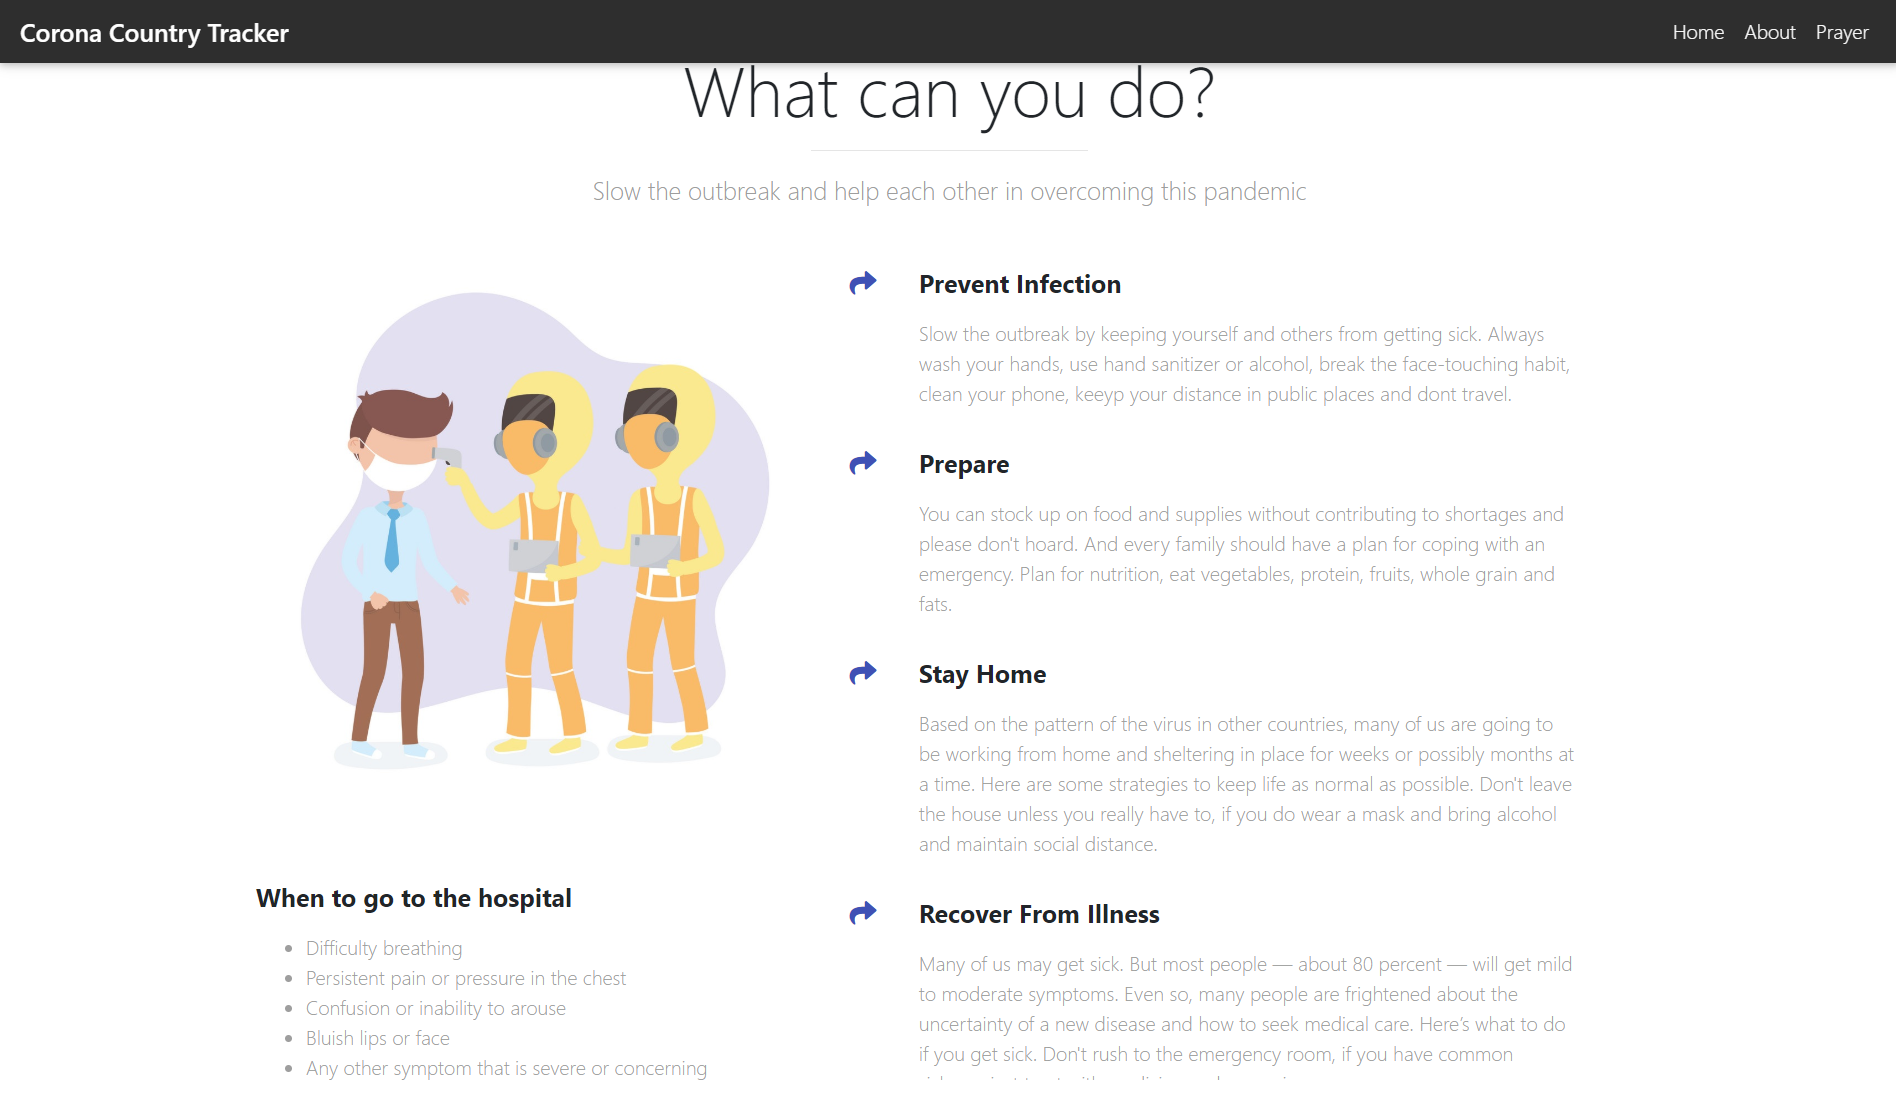 Corona Country Tracker
Home About Prayer
What can you do?
Slow the outbreak and help each other in overcoming this pandemic
Prevent Infection
Slow the outbreak by keeping yourself and others from getting sick. Always
wash your hands, use hand sanitizer or alcohol, break the face-touching habit,
clean your phone, keeyp your distance in public places and dont travel.
Prepare
You can stock up on food and supplies without contributing to shortages and
please don't hoard. And every family should have a plan for coping with an
emergency. Plan for nutrition, eat vegetables, protein, fruits, whole grain and
fats.
Stay Home
Based on the pattern of the virus in other countries, many of us are going to
be working from home and sheltering in place for weeks or possibly months at
a time. Here are some strategies to keep life as normal as possible. Don't leave
the house unless you really have to, if you do wear a mask and bring alcohol
and maintain social distance.
When to go to the hospital
Difficulty breathing
Persistent pain or pressure in the chest
Confusion or inability to arouse
Bluish lips or face
Any other symptom that is severe or concerning
Recover From Illness
Many of us may get sick. But most people — about 80 percent — will get mild
to moderate symptoms. Even so, many people are frightened about the
uncertainty of a new disease and how to seek medical care. Here’s what to do
if you get sick. Don't rush to the emergency room, if you have common